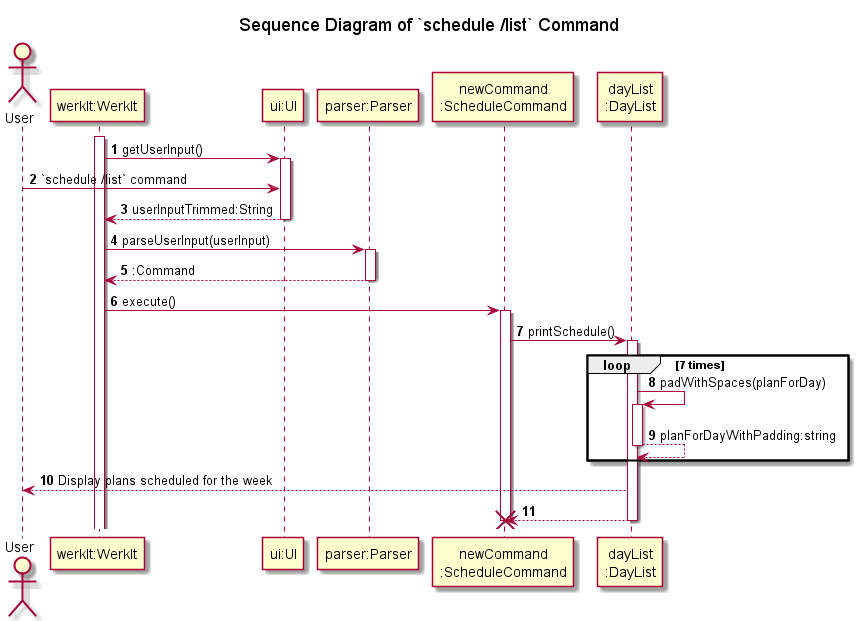 Sequence Diagram of `schedule /list` Command
User
werkIt:WerkIt
ui:UI
parser:Parser
newCommand
:ScheduleCommand
dayList
:DayList
1 getUserInput()
2 `schedule /list` command
3 userInputTrimmed:String
4 parseUserInput(userInput)
5 :Command
6 execute()
7 printSchedule()
loop [7 times]
8 padWithSpaces(planForDay)
9 planForDayWithPadding:string
10 Display plans scheduled for the week
11
User
werkIt:WerkIt
ui:UI
parser:Parser
newCommand
:ScheduleCommand
dayList
:DayList